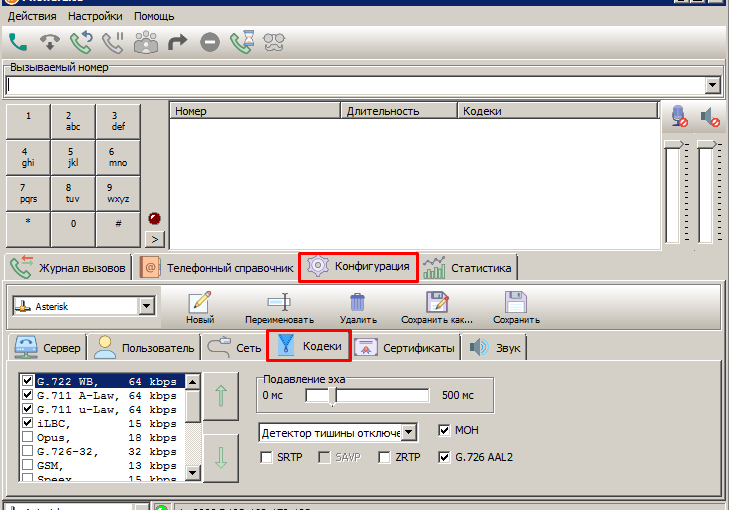 Действия Настройки Помощь
Вызываемый номер
Номер Длительность Кодеки
1 2 3
abc def
4 5 6
ghi jkl mno
7 8 9
pqrs tuv wxyz
* 0 #
>
Журнал вызовов Телефонный справочник Конфигурация Статистика
Asterisk Новый Переименовать Удалить Сохранить как... Сохранить
Сервер Пользователь Сеть Кодеки Сертификаты Звук
G.722 WB, 64 kbps
G.711 A-Law, 64 kbps
G.711 u-Law, 64 kbps
iLBC, 15 kbps
Opus, 18 kbps
G.726-32, 32 kbps
GSM, 13 kbps
Speex 15 kbps
Подавление эха
0 мс 500 мс
Детектор тишины отключе
MOH
SRTP SAVP ZRTP G.726 AAL2